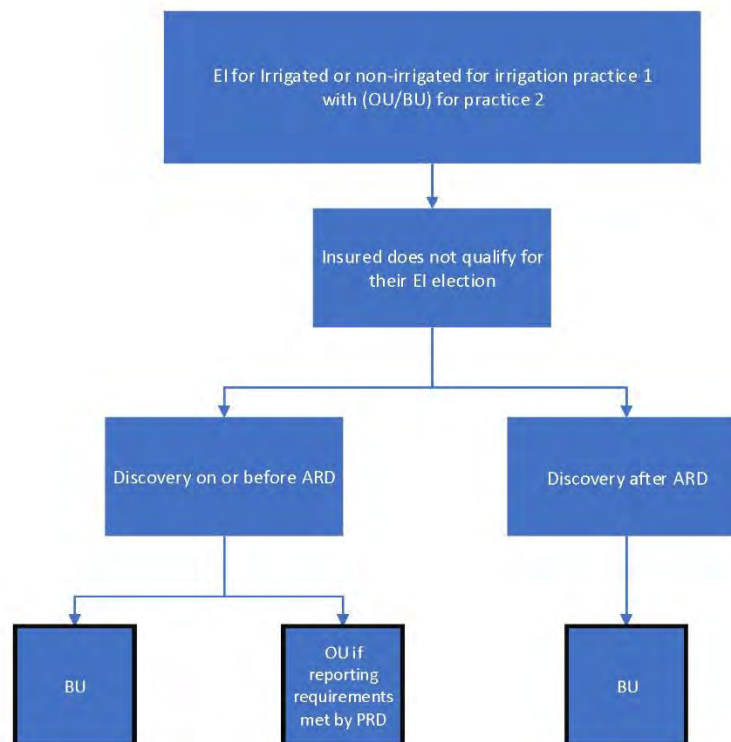 EI for Irrigated or non-irrigated for irrigation practice 1
with (OU/BU) for practice 2
Insured does not qualify for
their EI election
Discovery on or before ARD
Discovery after ARD
BU
OU if
reporting
requirements
met by PRD
BU